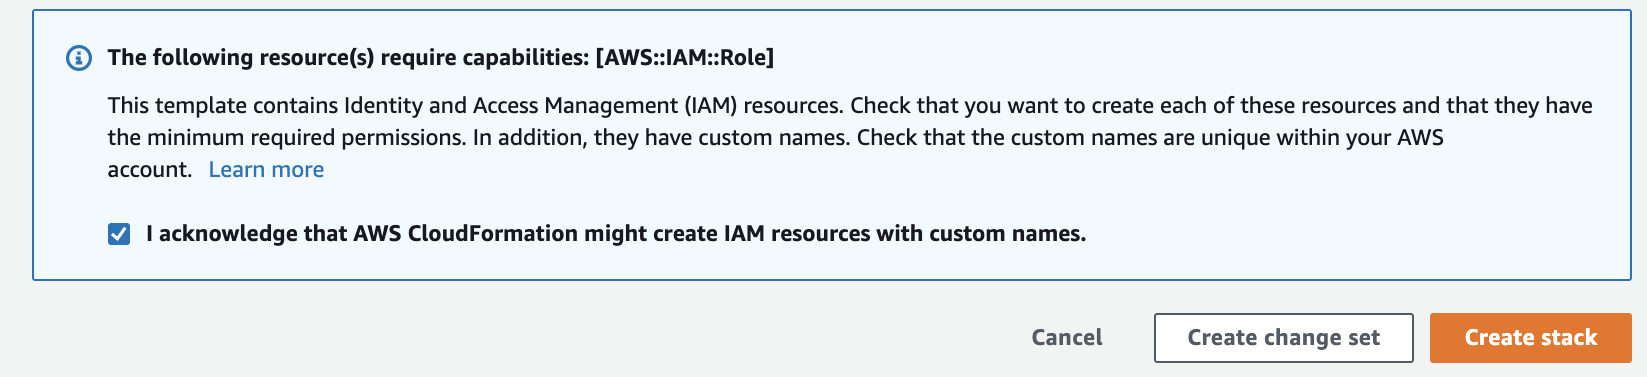 The following resource(s) require capabilities: [AWS::IAM::Role]
This template contains Identity and Access Management (IAM) resources. Check that you want to create each of these resources and that they have
the minimum required permissions. In addition, they have custom names. Check that the custom names are unique within your AWS
account. Learn more
I acknowledge that AWS CloudFormation might create IAM resources with custom names.
Cancel Create change set Create stack